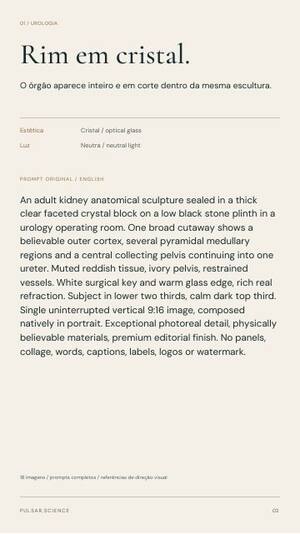 01 / UROLOGIA
Rim em cristal.
O órgão aparece inteiro e em corte dentro da mesma escultura.
Estética Cristal / optical glass
Luz Neutra / neutral light
PROMPT ORIGINAL / ENGLISH
An adult kidney anatomical sculpture sealed in a thick
clear faceted crystal block on a low black stone plinth in a
urology operating room. One broad cutaway shows a
believable outer cortex, several pyramidal medullary
regions and a central collecting pelvis continuing into one
ureter. Muted reddish tissue, ivory pelvis, restrained
vessels. White surgical key and warm glass edge, rich real
refraction. Subject in lower two thirds, calm dark top third.
Single uninterrupted vertical 9:16 image, composed
natively in portrait. Exceptional photoreal detail, physically
believable materials, premium editorial finish. No panels,
collage, words, captions, labels, logos or watermark.
18 imagens / prompts completos / referências de direção visual
PULSAR.SCIENCE 02